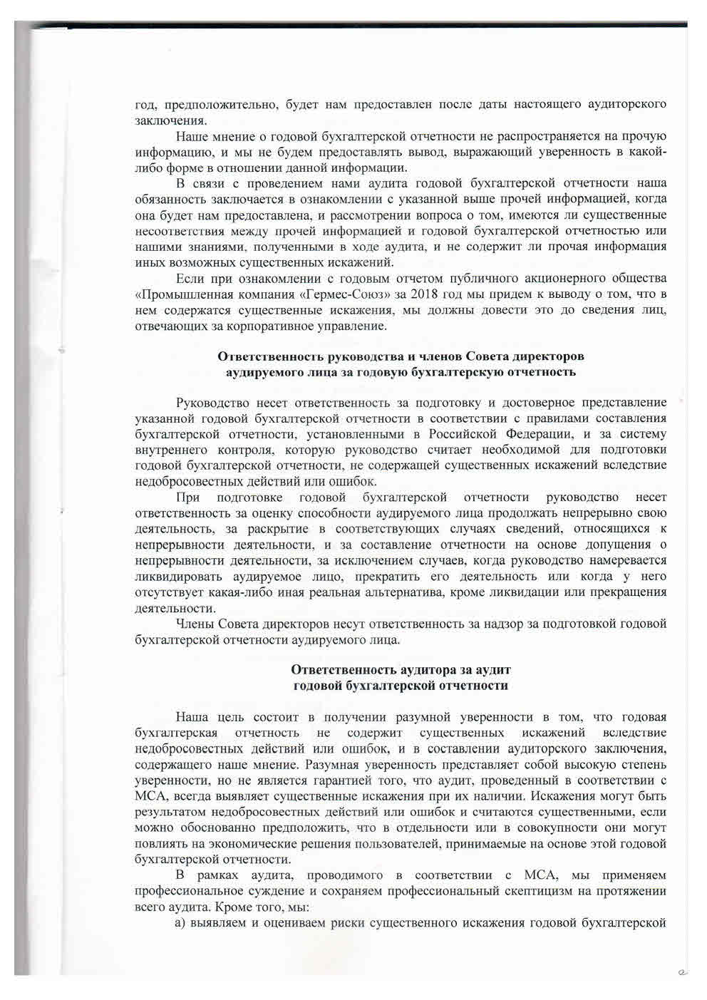 год, предположительно, будет нам предоставлен после даты настоящего аудиторского
заключения.
Наше мнение о годовой бухгалтерской отчетности не распространяется на прочую
информацию, и мы не будем предоставлять вывод, выражающий уверенность в какой-
либо форме в отношении данной информации.
В связи с проведением нами аудита годовой бухгалтерской отчетности наша
обязанность заключается в ознакомлении с указанной выше прочей информацией, когда
она будет нам предоставлена, и рассмотрении вопроса о том, имеются ли существенные
несоответствия между прочей информацией и годовой бухгалтерской отчетностью или
нашими знаниями, полученными в ходе аудита, и не содержит ли прочая информация
иных возможных существенных искажений.
Если при ознакомлении с годовым отчетом публичного акционерного общества
«Промышленная компания «Гермес-Союз» за 2018 год мы придем к выводу о том, что в
нем содержатся существенные искажения, мы должны довести это до сведения лиц,
отвечающих за корпоративное управление.
Ответственность руководства и членов Совета директоров
аудируемого лица за годовую бухгалтерскую отчетность
Руководство несет ответственность за подготовку и достоверное представление
указанной годовой бухгалтерской отчетности в соответствии с правилами составления
бухгалтерской отчетности, установленными в Российской Федерации, и за систему
внутреннего контроля, которую руководство считает необходимой для подготовки
годовой бухгалтерской отчетности, не содержащей существенных искажений вследствие
недобросовестных действий или ошибок.
При подготовке годовой бухгалтерской отчетности руководство несет
ответственность за оценку способности аудируемого лица продолжать непрерывно свою
деятельность, за раскрытие в соответствующих случаях сведений, относящихся к
непрерывности деятельности, и за составление отчетности на основе допущения о
непрерывности деятельности, за исключением случаев, когда руководство намеревается
ликвидировать аудируемое лицо, прекратить его деятельность или когда у него
отсутствует какая-либо иная реальная альтернатива, кроме ликвидации или прекращения
деятельности.
Члены Совета директоров несут ответственность за надзор за подготовкой годовой
бухгалтерской отчетности аудируемого лица.
Ответственность аудитора за аудит
годовой бухгалтерской отчетности
Наша цель состоит в получении разумной уверенности в том, что годовая
бухгалтерская отчетность не содержит существенных искажений вследствие
недобросовестных действий или ошибок, и в составлении аудиторского заключения,
содержащего наше мнение. Разумная уверенность представляет собой высокую степень
уверенности, но не является гарантией того, что аудит, проведенный в соответствии с
МСА, всегда выявляет существенные искажения при их наличии. Искажения могут быть
результатом недобросовестных действий или ошибок и считаются существенными, если
можно обоснованно предположить, что в отдельности или в совокупности они могут
повлиять на экономические решения пользователей, принимаемые на основе этой годовой
бухгалтерской отчетности.
В рамках аудита, проводимого в соответствии с МСА, мы применяем
профессиональное суждение и сохраняем профессиональный скептицизм на протяжении
всего аудита. Кроме того, мы:
а) выявляем и оцениваем риски существенного искажения годовой бухгалтерской